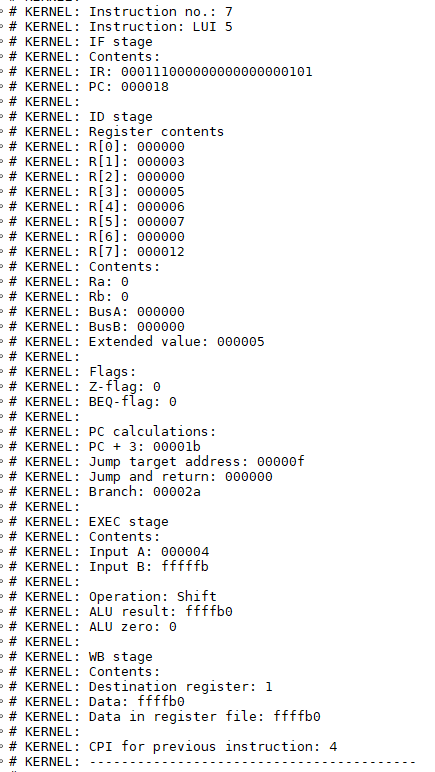 # KERNEL: Instruction no.: 7
# KERNEL: Instruction: LUI 5
# KERNEL: IF stage
# KERNEL: Contents:
# KERNEL: IR: 000111000000000000000101
# KERNEL: PC: 000018
# KERNEL:
# KERNEL: ID stage
# KERNEL: Register contents
# KERNEL: R[0]: 000000
# KERNEL: R[1]: 000003
# KERNEL: R[2]: 000000
# KERNEL: R[3]: 000005
# KERNEL: R[4]: 000006
# KERNEL: R[5]: 000007
# KERNEL: R[6]: 000000
# KERNEL: R[7]: 000012
# KERNEL: Contents:
# KERNEL: Ra: 0
# KERNEL: Rb: 0
# KERNEL: BusA: 000000
# KERNEL: BusB: 000000
# KERNEL: Extended value: 000005
# KERNEL:
# KERNEL: Flags:
# KERNEL: Z-flag: 0
# KERNEL: BEQ-flag: 0
# KERNEL:
# KERNEL: PC calculations:
# KERNEL: PC + 3: 00001b
# KERNEL: Jump target address: 00000f
# KERNEL: Jump and return: 000000
# KERNEL: Branch: 00002a
# KERNEL:
# KERNEL: EXEC stage
# KERNEL: Contents:
# KERNEL: Input A: 000004
# KERNEL: Input B: fffffb
# KERNEL:
# KERNEL: Operation: Shift
# KERNEL: ALU result: ffffb0
# KERNEL: ALU zero: 0
# KERNEL:
# KERNEL: WB stage
# KERNEL: Contents:
# KERNEL: Destination register: 1
# KERNEL: Data: ffffb0
# KERNEL: Data in register file: ffffb0
# KERNEL:
# KERNEL: CPI for previous instruction: 4
# KERNEL: -----------------------------------------